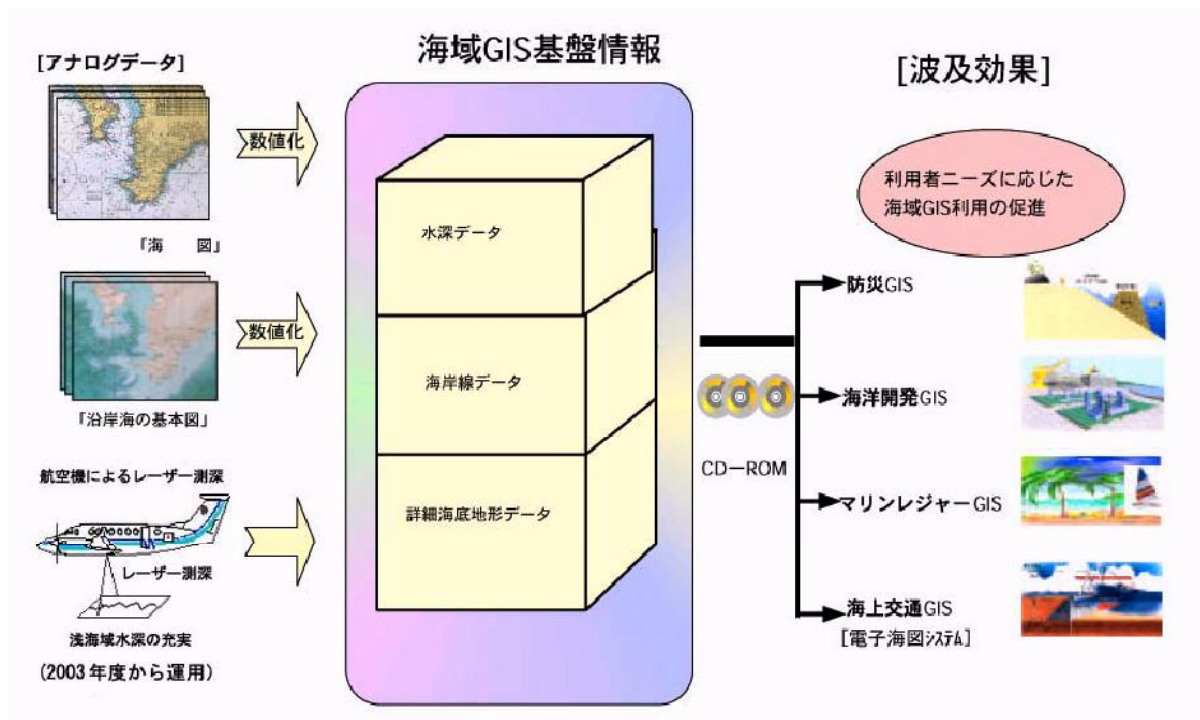 海域GIS基盤情報
[アナログデータ]
数値化
『海　図』
数値化
『沿岸海の基本図』
航空機によるレーザー測深
レーザー測深
浅海域水深の充実
(2003年度から運用)
水深データ
海岸線データ
詳細海底地形データ
CD-ROM
[波及効果]
利用者ニーズに応じた
海域GIS利用の促進
防災GIS
海洋開発GIS
マリンレジャーGIS
海上交通GIS
[電子海図ｼｽﾃﾑ]